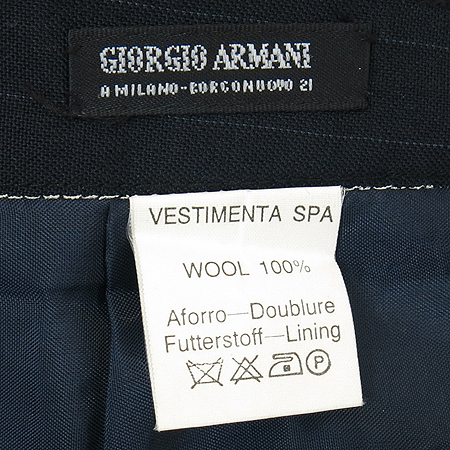 GIORGIO ARMANI
A MILANO-BORGONUOVO 21
VESTIMENTA SPA
WOOL 100%
Aforro—Doublure
Futterstoff—Lining
P